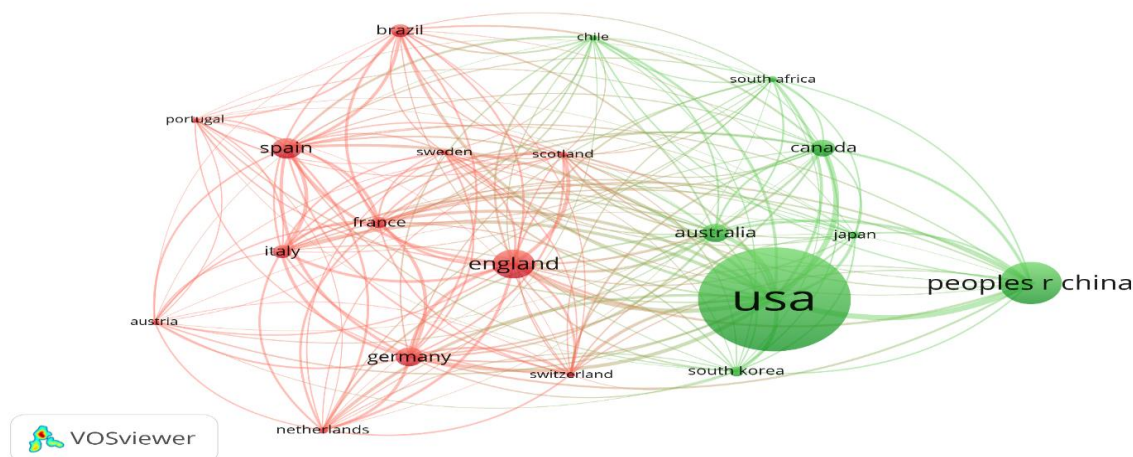 brazil
chile
south africa
portugal
spain
sweden
scotland
canada
france
australia
japan
italy
england
usa
peoples r china
austria
germany
switzerland
south korea
netherlands
VOSviewer